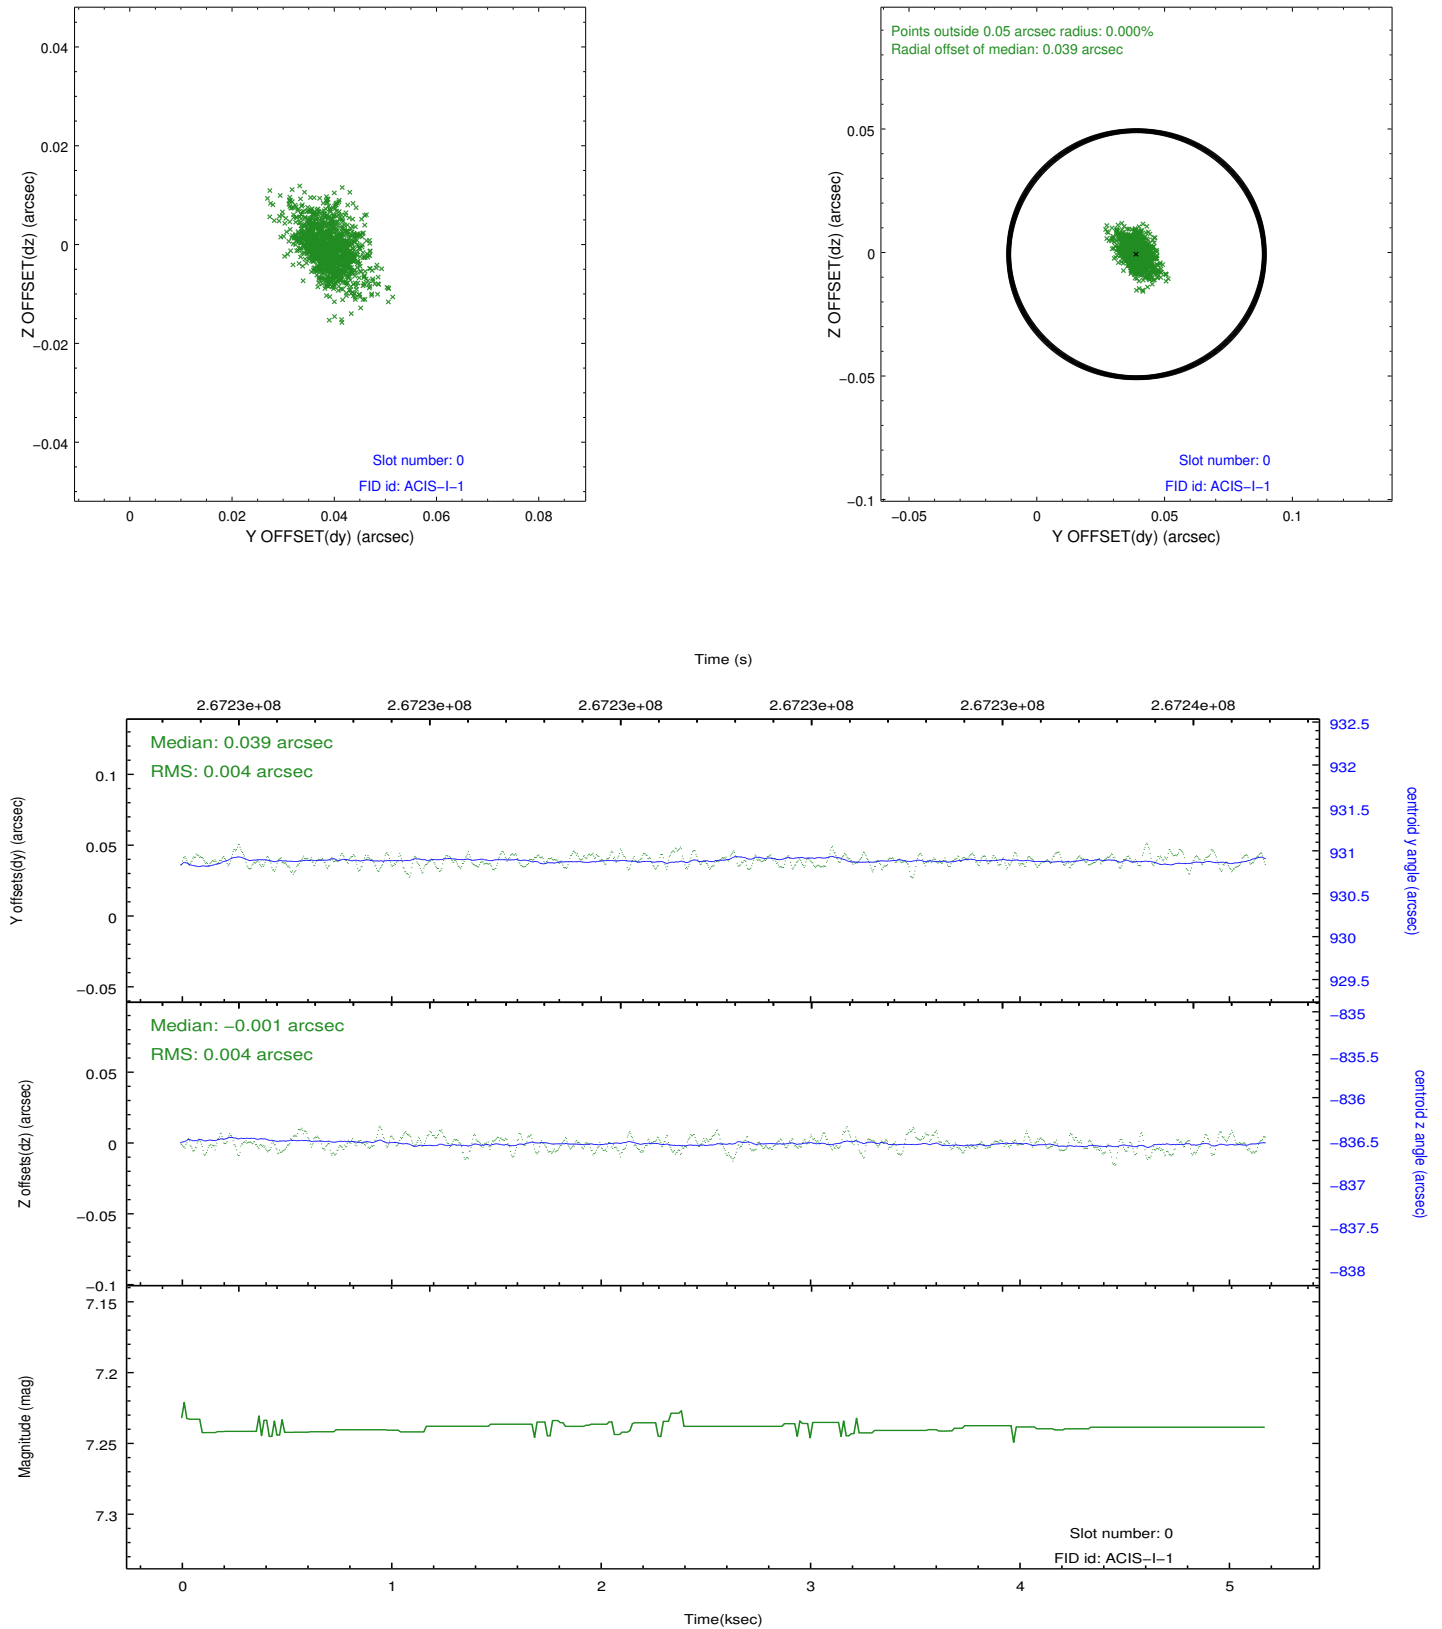 0.04
0.02
0
−0.02
−0.04
Z OFFSET(dz) (arcsec)
Slot number: 0
FID id: ACIS−I−1
0 0.02 0.04 0.06 0.08
Y OFFSET(dy) (arcsec)
Points outside 0.05 arcsec radius: 0.000%
Radial offset of median: 0.039 arcsec
0.05
0
−0.05
−0.1
Z OFFSET(dz) (arcsec)
Slot number: 0
FID id: ACIS−I−1
−0.05 0 0.05 0.1
Y OFFSET(dy) (arcsec)
Time (s)
2.6723e+08 2.6723e+08 2.6723e+08 2.6723e+08 2.6723e+08 2.6724e+08
Median: 0.039 arcsec
RMS: 0.004 arcsec
0.1
0.05
0
−0.05
Y offsets(dy) (arcsec)
932.5
932
931.5
931
930.5
930
929.5
centroid y angle (arcsec)
Median: −0.001 arcsec
RMS: 0.004 arcsec
0.05
0
−0.05
−0.1
Z offsets(dz) (arcsec)
−835
−835.5
−836
−836.5
−837
−837.5
−838
centroid z angle (arcsec)
7.15
7.2
7.25
7.3
Magnitude (mag)
Slot number: 0
FID id: ACIS−I−1
0 1 2 3 4 5
Time(ksec)